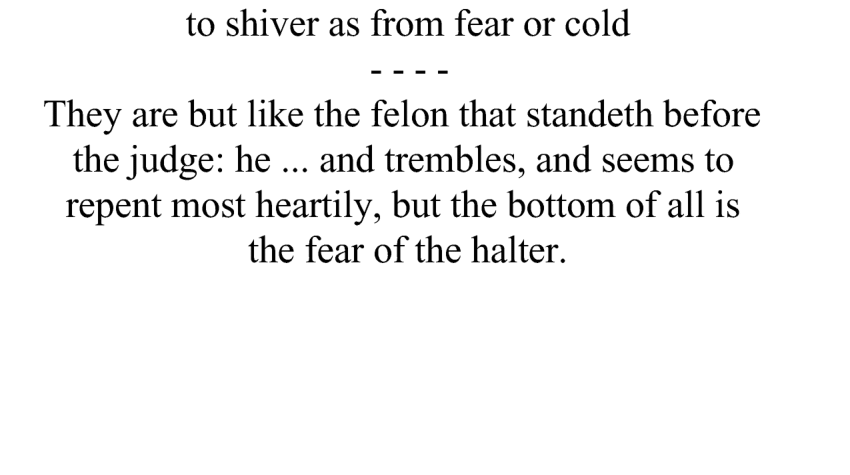 to shiver as from fear or cold
- - - -
They are but like the felon that standeth before
the judge: he ... and trembles, and seems to
repent most heartily, but the bottom of all is
the fear of the halter.